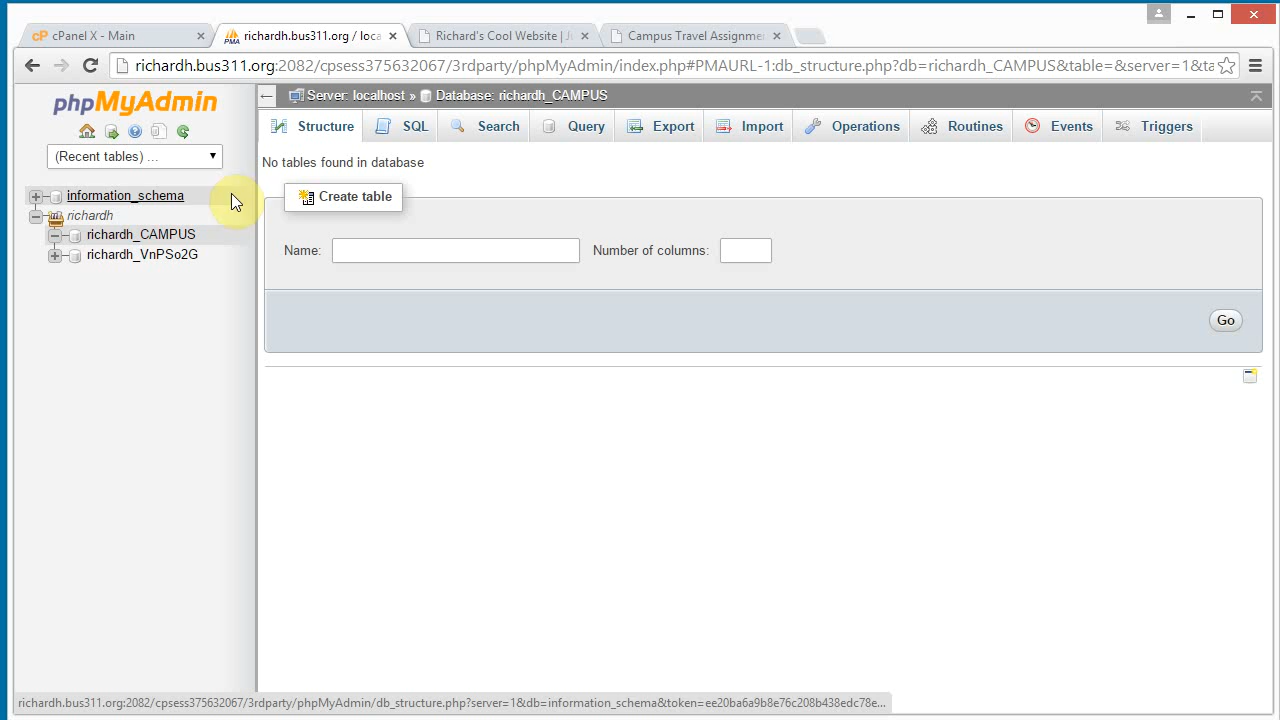 cPanel X - Main
richardh.bus311.org / loca
Richard's Cool Website | Ju
Campus Travel Assignme
richardh.bus311.org:2082/cpsess375632067/3rdparty/phpMyAdmin/index.php#PMAURL-1:db_structure.php?db=richardh_CAMPUS&table=&server=1&ta
phpMyAdmin
Server: localhost » Database: richardh_CAMPUS
Structure SQL Search Query Export Import Operations Routines Events Triggers
(Recent tables) ...
No tables found in database
information_schema
richardh
richardh_CAMPUS
richardh_VnPSo2G
Create table
Name: Number of columns:
Go
richardh.bus311.org:2082/cpsess375632067/3rdparty/phpMyAdmin/db_structure.php?server=1&db=information_schema&token=ee20ba6a9b8e76c208b438edc78e...